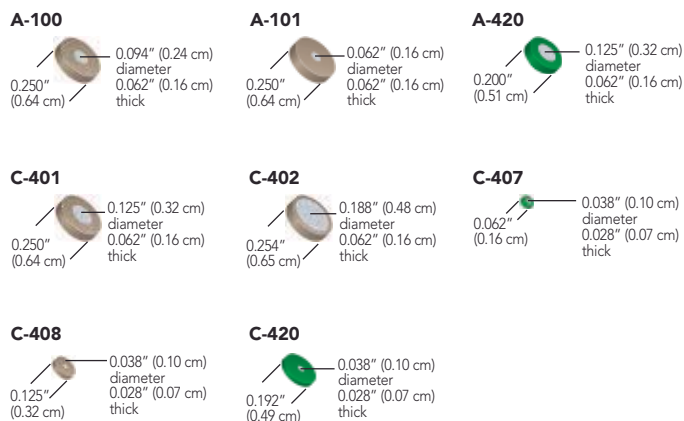 A-100
0.094" (0.24 cm)
diameter
0.062" (0.16 cm)
thick
0.250"
(0.64 cm)
A-101
0.062" (0.16 cm)
diameter
0.062" (0.16 cm)
thick
0.250"
(0.64 cm)
A-420
0.125" (0.32 cm)
diameter
0.062" (0.16 cm)
thick
0.200"
(0.51 cm)
C-401
0.125" (0.32 cm)
diameter
0.062" (0.16 cm)
thick
0.250"
(0.64 cm)
C-402
0.188" (0.48 cm)
diameter
0.062" (0.16 cm)
thick
0.254"
(0.65 cm)
C-407
0.038" (0.10 cm)
diameter
0.028" (0.07 cm)
thick
0.062"
(0.16 cm)
C-408
0.038" (0.10 cm)
diameter
0.028" (0.07 cm)
thick
0.125"
(0.32 cm)
C-420
0.038" (0.10 cm)
diameter
0.028" (0.07 cm)
thick
0.192"
(0.49 cm)